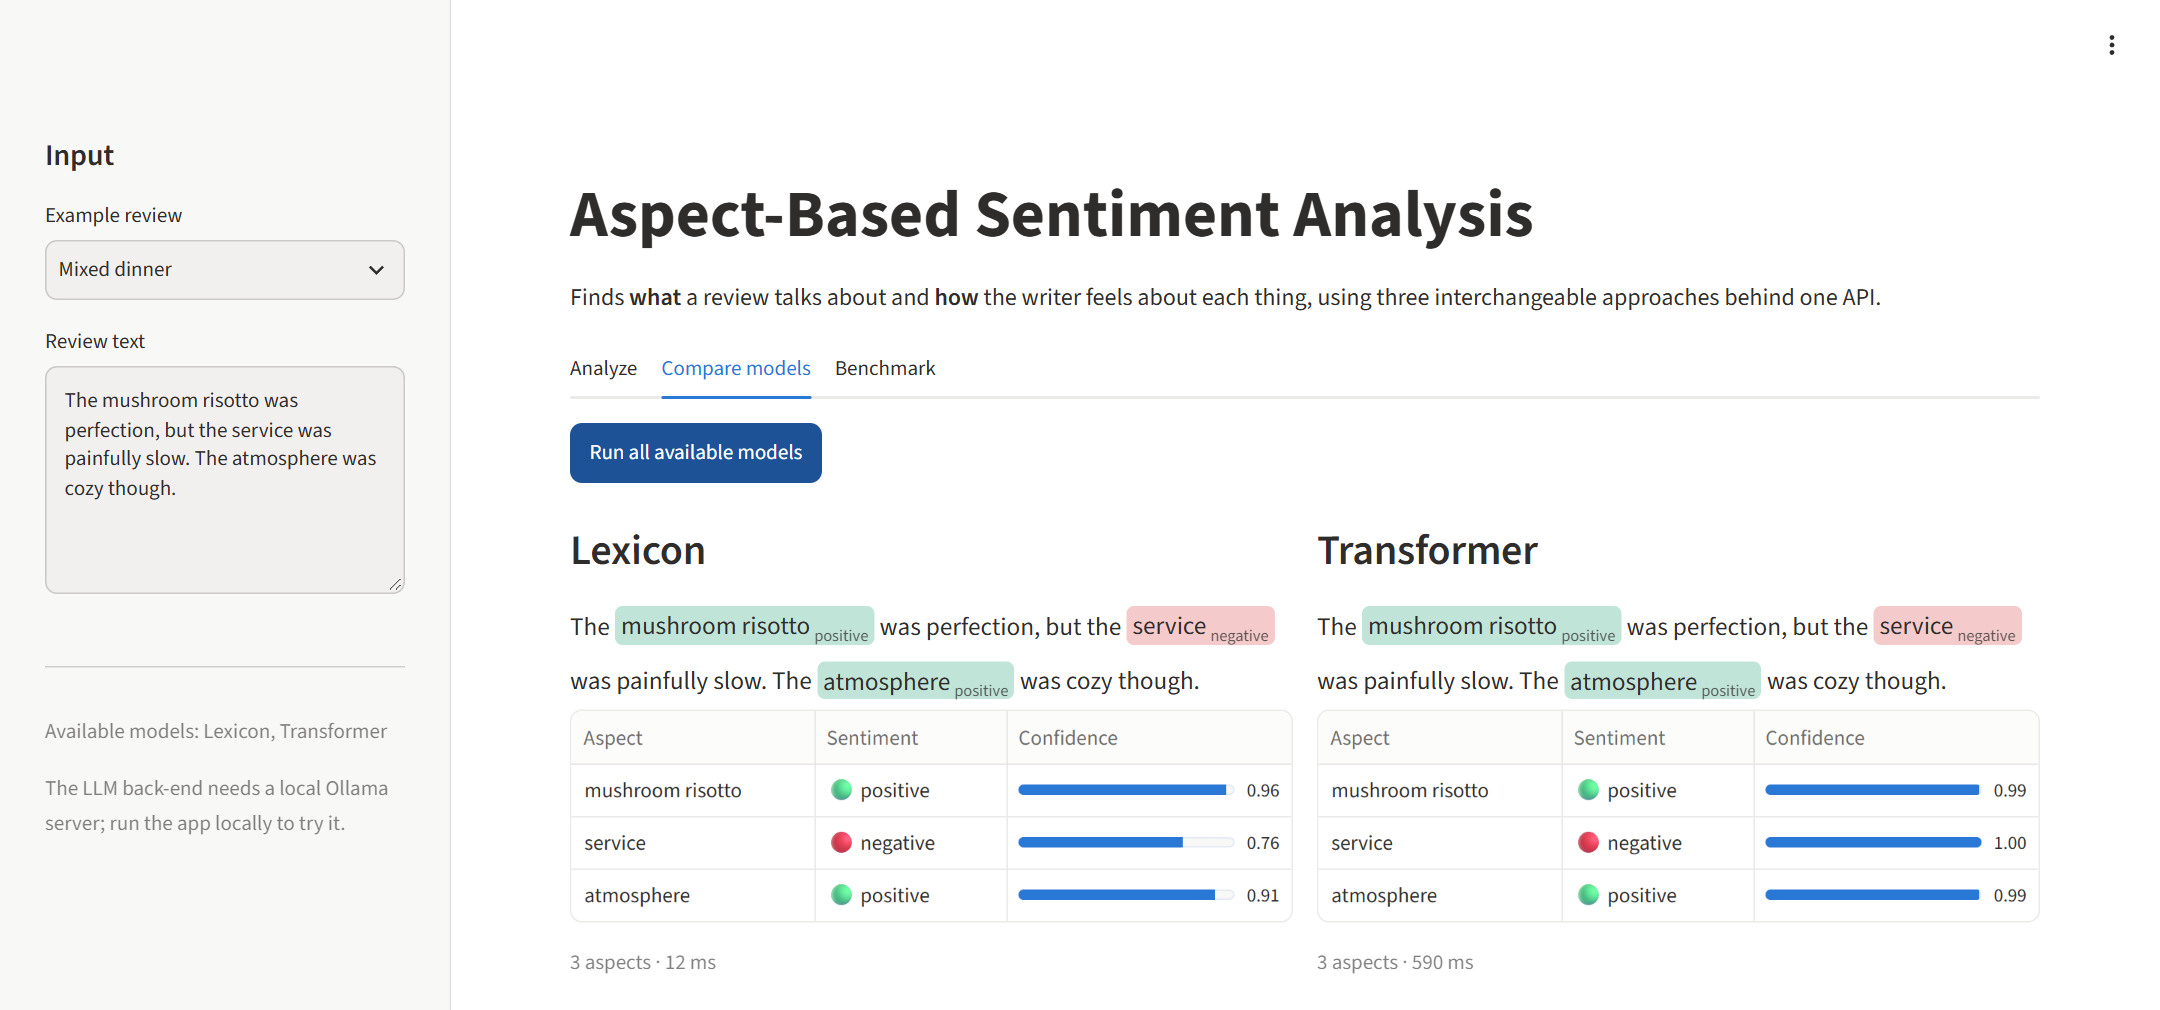 Input
Example review
Mixed dinner
Review text
The mushroom risotto was
perfection, but the service was
painfully slow. The atmosphere was
cozy though.
Available models: Lexicon, Transformer
The LLM back-end needs a local Ollama
server; run the app locally to try it.
Aspect-Based Sentiment Analysis
Finds what a review talks about and how the writer feels about each thing, using three interchangeable approaches behind one API.
Analyze Compare models Benchmark
Run all available models
Lexicon
The mushroom risotto positive was perfection, but the service negative
was painfully slow. The atmosphere positive was cozy though.
Aspect Sentiment Confidence
mushroom risotto positive 0.96
service negative 0.76
atmosphere positive 0.91
3 aspects · 12 ms
Transformer
The mushroom risotto positive was perfection, but the service negative
was painfully slow. The atmosphere positive was cozy though.
Aspect Sentiment Confidence
mushroom risotto positive 0.99
service negative 1.00
atmosphere positive 0.99
3 aspects · 590 ms